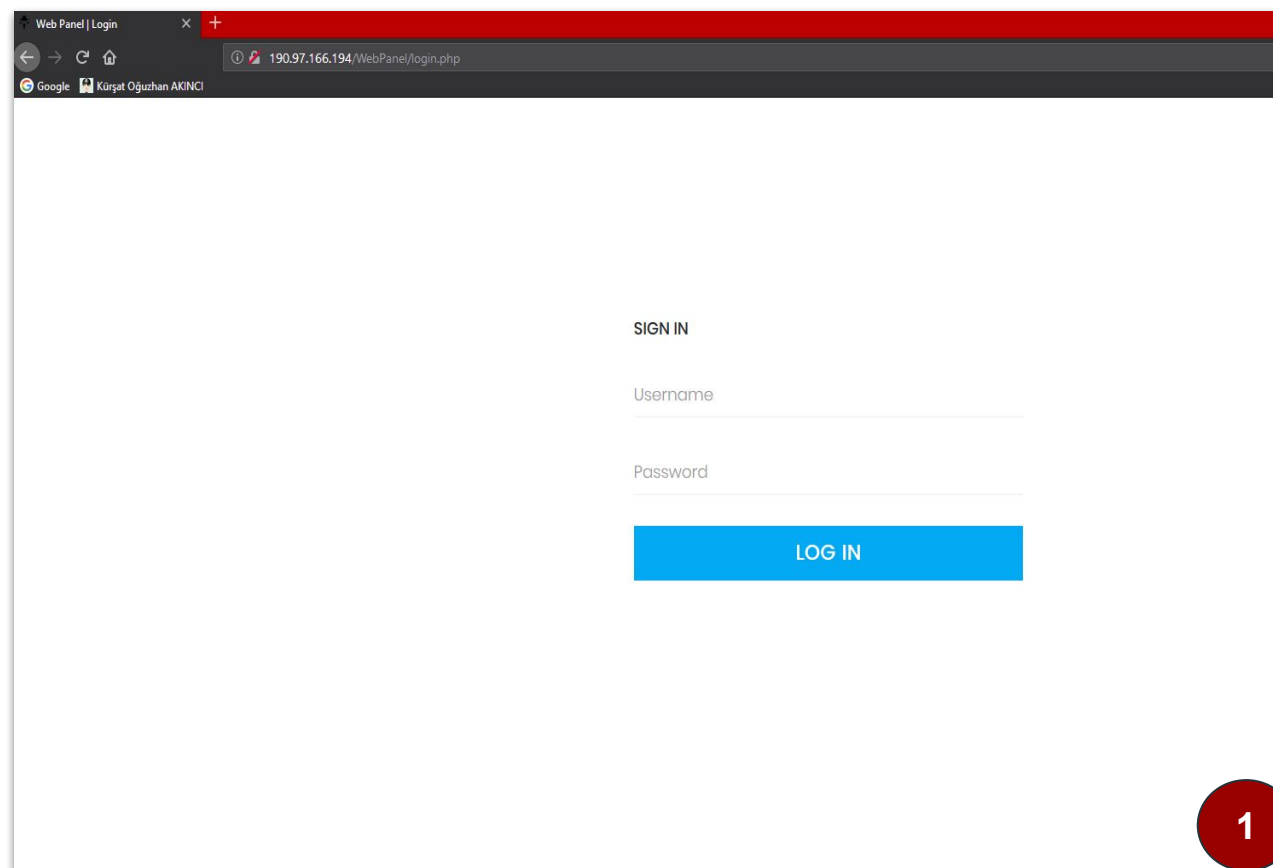 Web Panel | Login
190.97.166.194/WebPanel/login.php
Google Kürşat Oğuzhan AKINCI
SIGN IN
Username
Password
LOG IN
1